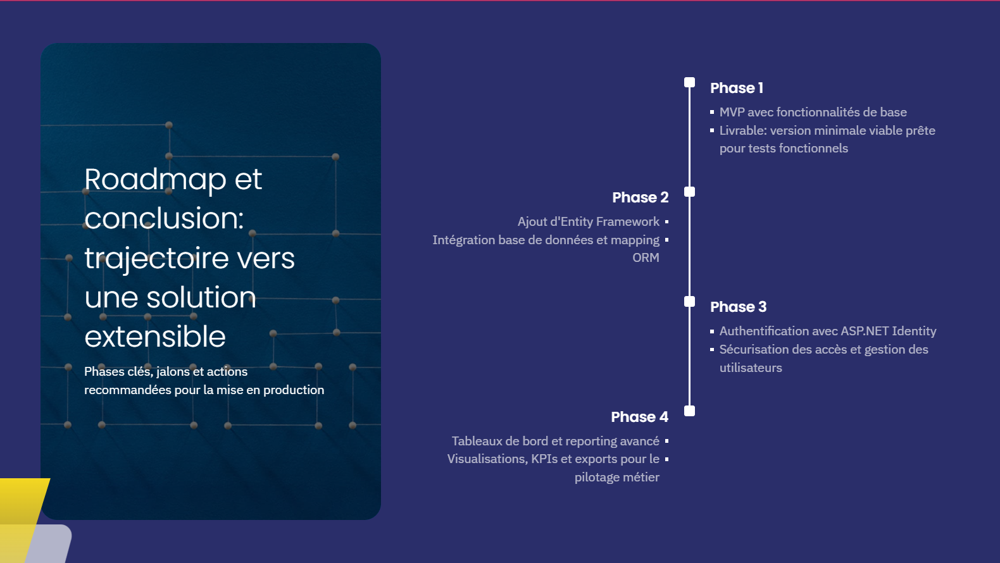 Roadmap et
conclusion:
trajectoire vers
une solution
extensible
Phases clés, jalons et actions
recommandées pour la mise en production
Phase 1
MVP avec fonctionnalités de base
Livrable: version minimale viable prête
pour tests fonctionnels
Phase 2
Ajout d'Entity Framework
Intégration base de données et mapping
ORM
Phase 3
Authentification avec ASP.NET Identity
Sécurisation des accès et gestion des
utilisateurs
Phase 4
Tableaux de bord et reporting avancé
Visualisations, KPIs et exports pour le
pilotage métier